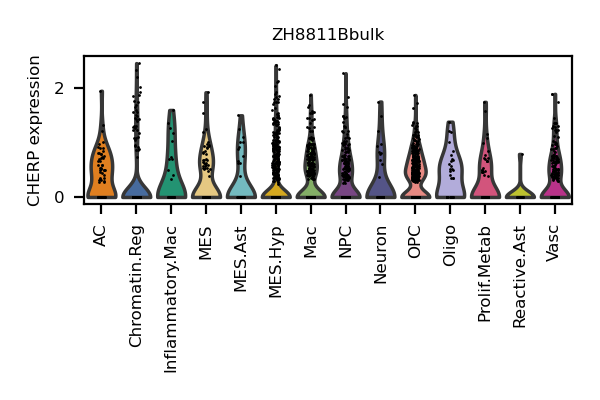 ZH8811Bbulk
CHERP expression
2
0
AC
Chromatin.Reg
Inflammatory.Mac
MES
MES.Ast
MES.Hyp
Mac
NPC
Neuron
OPC
Oligo
Prolif.Metab
Reactive.Ast
Vasc